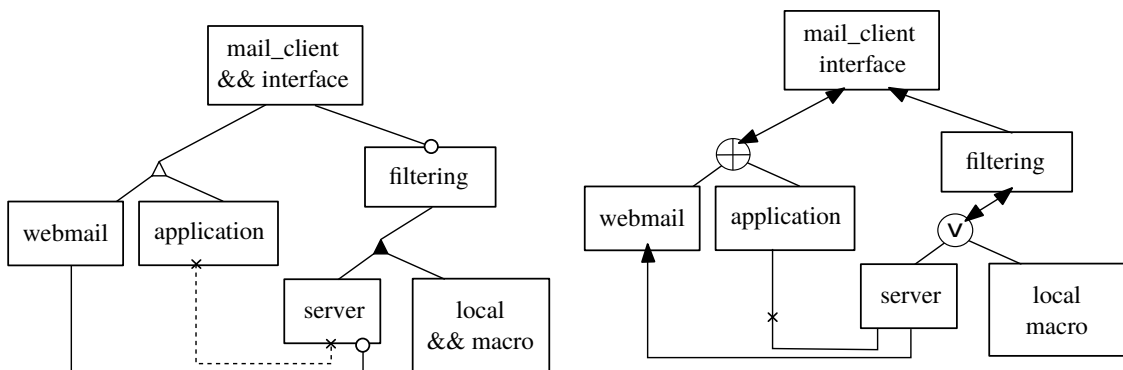 mail_client
&& interface
filtering
webmail
application
server
local
&& macro
mail_client
interface
filtering
webmail
application
v
server
local
macro